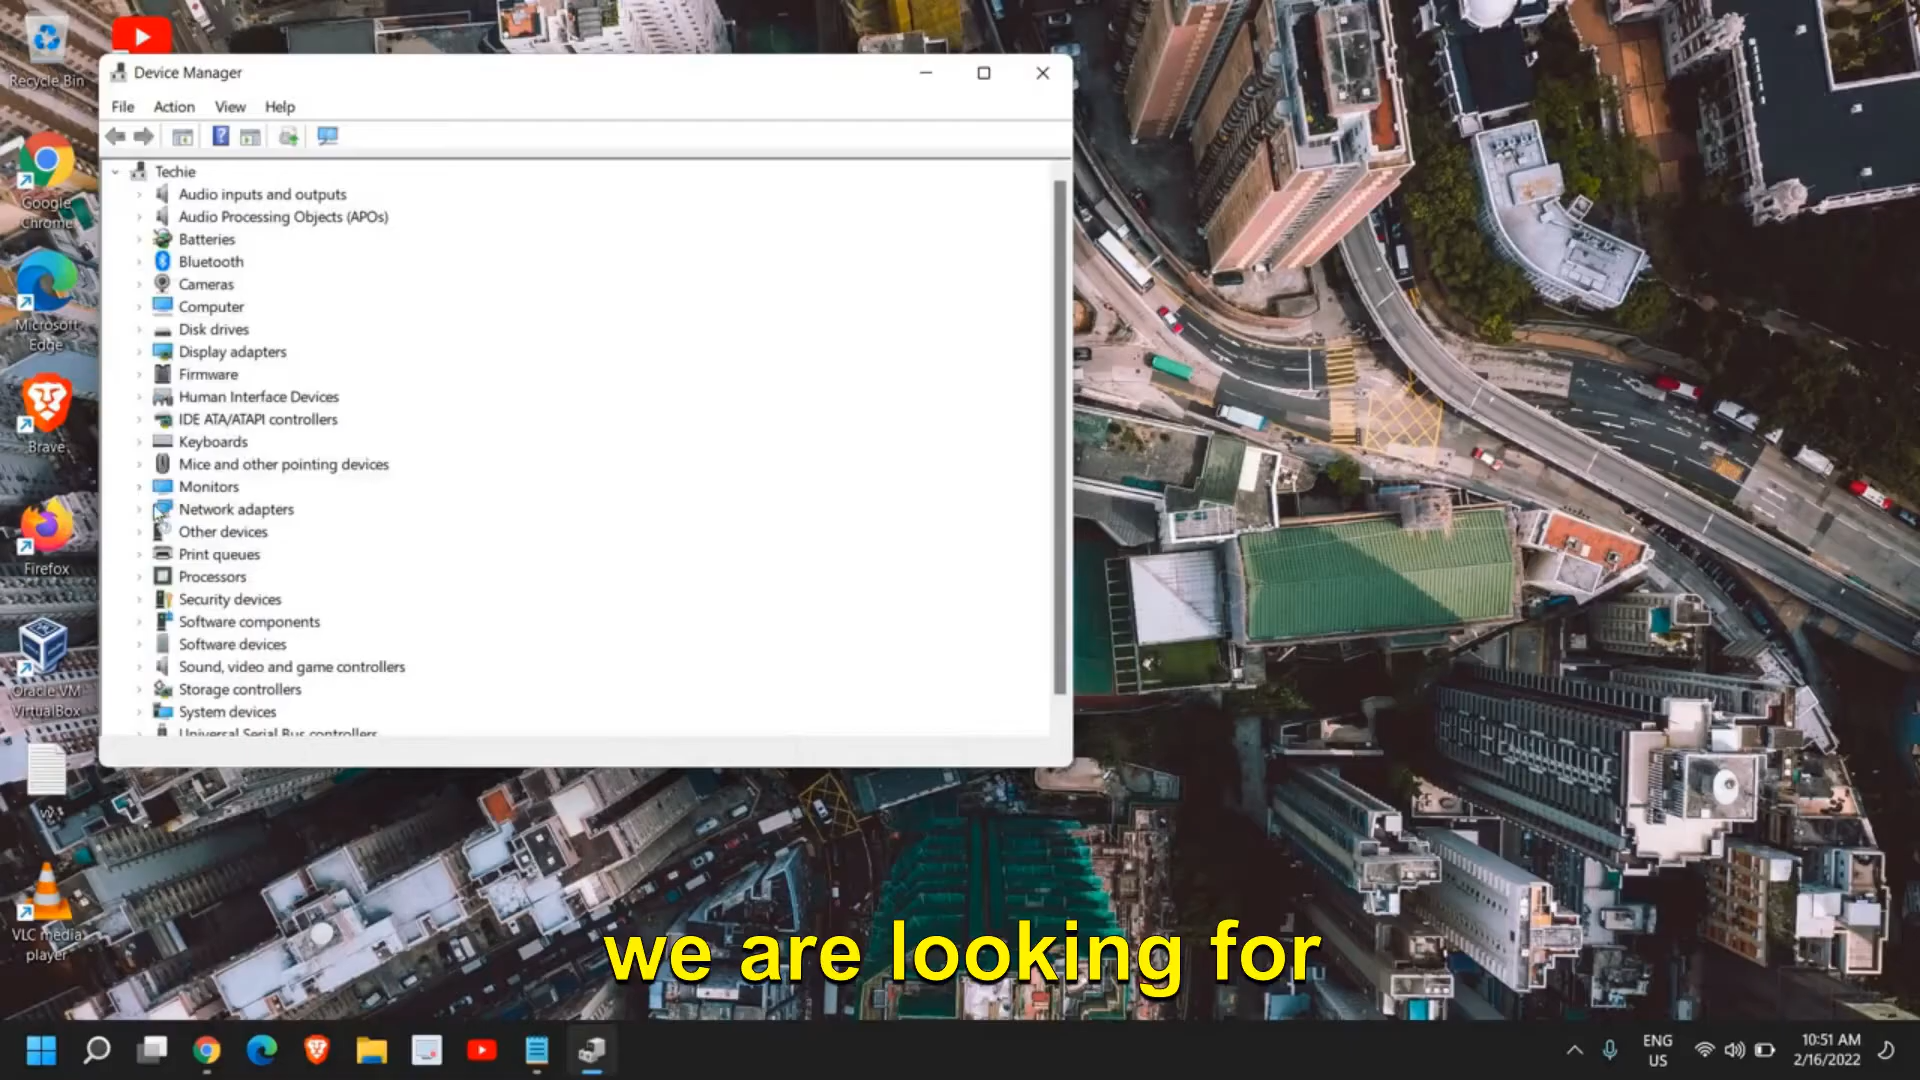 Recycle Bin
Device Manager
File Action View Help
Techie
Audio inputs and outputs
Audio Processing Objects (APOs)
Batteries
Bluetooth
Cameras
Computer
Disk drives
Display adapters
Firmware
Human Interface Devices
IDE ATA/ATAPI controllers
Keyboards
Mice and other pointing devices
Monitors
Network adapters
Other devices
Print queues
Processors
Security devices
Software components
Software devices
Sound, video and game controllers
Storage controllers
System devices
Universal Serial Bus controllers
Google
Chrome
Microsoft
Edge
Brave
Firefox
Oracle VM
VirtualBox
VLC media
player
we are looking for
ENG
US
10:51 AM
2/16/2022